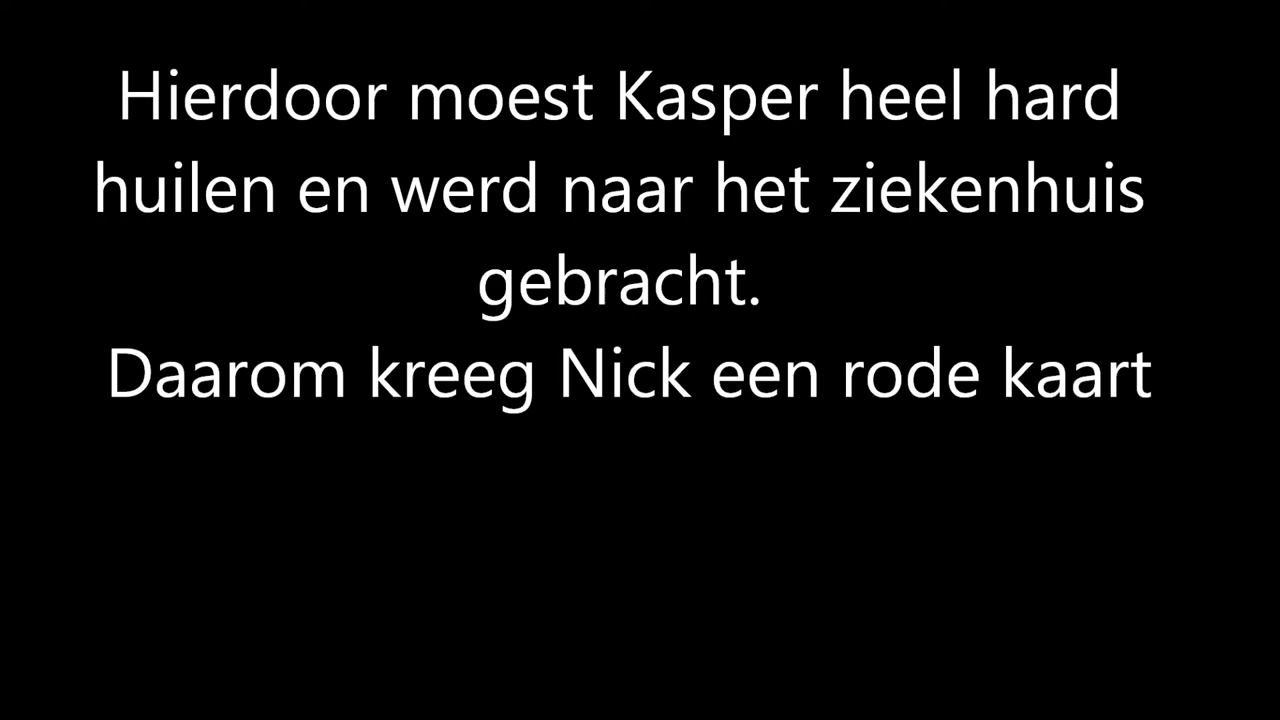 Hierdoor moest Kasper heel hard
huilen en werd naar het ziekenhuis
gebracht.
Daarom kreeg Nick een rode kaart